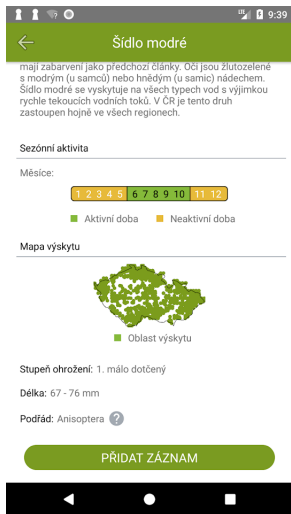 LTE 9:39
Šídlo modré
mají zabarvení jako předchozí články. Oči jsou žlutozelené
s modrým (u samců) nebo hnědým (u samic) nádechem.
Šídlo modré se vyskytuje na všech typech vod s výjimkou
rychle tekoucích vodních toků. V ČR je tento druh
zastoupen hojně ve všech regionech.
Sezónní aktivita
Měsíce:
1 2 3 4 5 6 7 8 9 10 11 12
Aktivní doba Neaktivní doba
Mapa výskytu
Oblast výskytu
Stupeň ohrožení: 1. málo dotčený
Délka: 67 - 76 mm
Podřád: Anisoptera ?
PŘIDAT ZÁZNAM